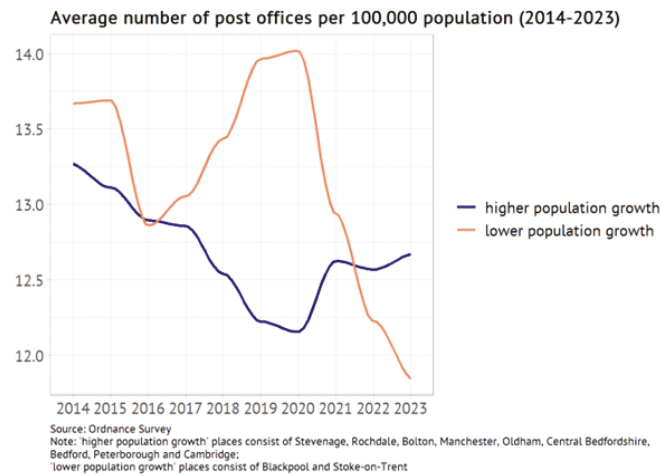 Average number of post offices per 100,000 population (2014-2023)
14.0
13.5
13.0
12.5
12.0
higher population growth
lower population growth
2014 2015 2016 2017 2018 2019 2020 2021 2022 2023
Source: Ordnance Survey
Note: 'higher population growth' places consist of Stevenage, Rochdale, Bolton, Manchester, Oldham, Central Bedfordshire,
Bedford, Peterborough and Cambridge;
'lower population growth' places consist of Blackpool and Stoke-on-Trent